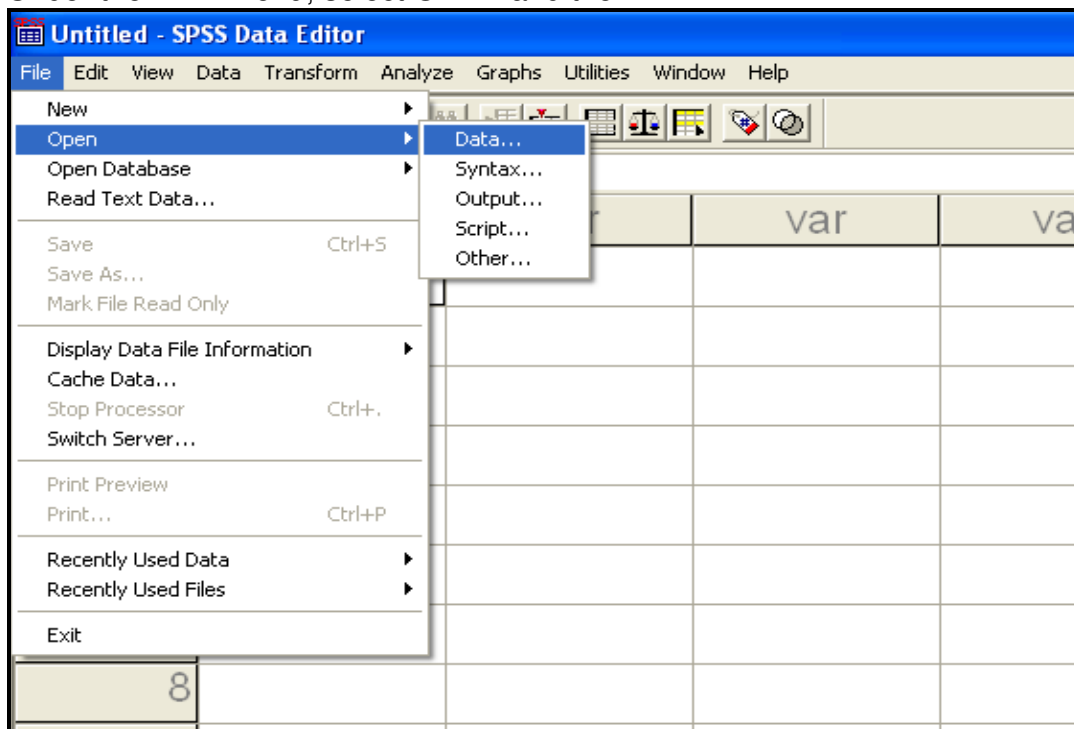 Untitled - SPSS Data Editor
File Edit View Data Transform Analyze Graphs Utilities Window Help
New
Open
Open Database
Read Text Data...
Save Ctrl+S
Save As...
Mark File Read Only
Display Data File Information
Cache Data...
Stop Processor Ctrl+.
Switch Server...
Print Preview
Print... Ctrl+P
Recently Used Data
Recently Used Files
Exit
Data...
Syntax...
Output...
Script...
Other...
var
va
8